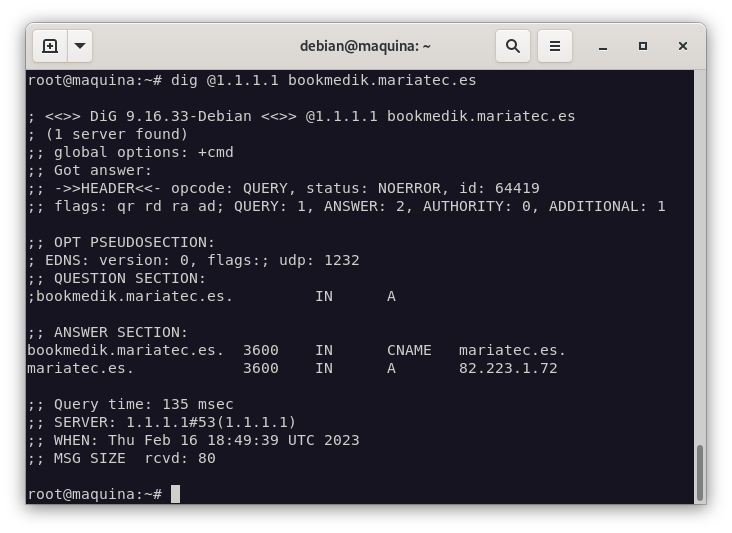 debian@maquina: ~
root@maquina:~# dig @1.1.1.1 bookmedik.mariatec.es
; <<>> DiG 9.16.33-Debian <<>> @1.1.1.1 bookmedik.mariatec.es
; (1 server found)
;; global options: +cmd
;; Got answer:
;; ->>HEADER<<- opcode: QUERY, status: NOERROR, id: 64419
;; flags: qr rd ra ad; QUERY: 1, ANSWER: 2, AUTHORITY: 0, ADDITIONAL: 1
;; OPT PSEUDOSECTION:
; EDNS: version: 0, flags:; udp: 1232
;; QUESTION SECTION:
;bookmedik.mariatec.es.         IN      A
;; ANSWER SECTION:
bookmedik.mariatec.es.  3600    IN      CNAME   mariatec.es.
mariatec.es.            3600    IN      A       82.223.1.72
;; Query time: 135 msec
;; SERVER: 1.1.1.1#53(1.1.1.1)
;; WHEN: Thu Feb 16 18:49:39 UTC 2023
;; MSG SIZE  rcvd: 80
root@maquina:~#